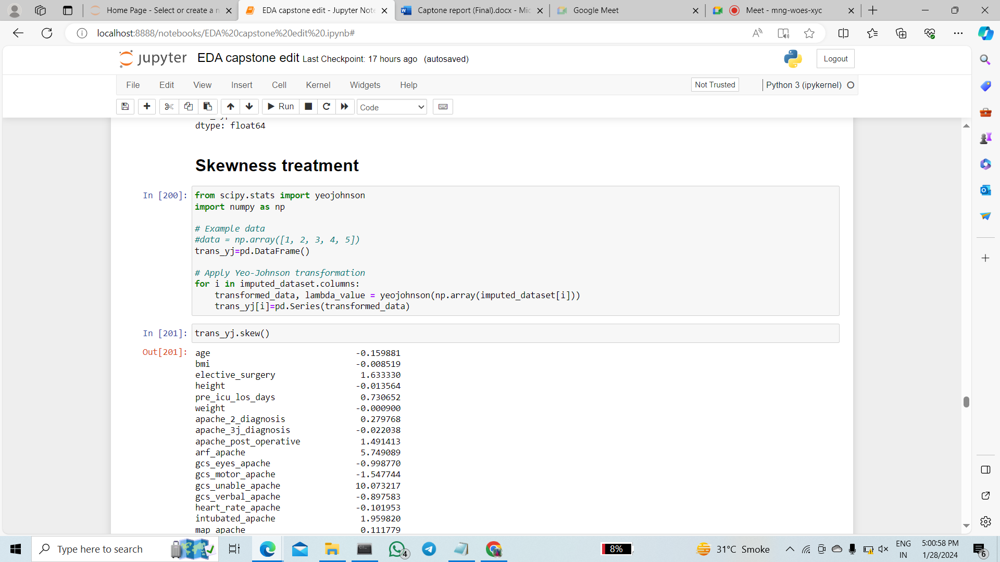 Home Page - Select or create a n
EDA capstone edit - Jupyter Note
Captone report (Final).docx - Mic
Google Meet
Meet - mng-woes-xyc
localhost:8888/notebooks/EDA%20capstone%20edit%20.ipynb#
jupyter EDA capstone edit Last Checkpoint: 17 hours ago (autosaved)
Logout
File Edit View Insert Cell Kernel Widgets Help
Not Trusted
Python 3 (ipykernel)
Run
Code
dtype: float64
Skewness treatment
In [200]:
from scipy.stats import yeojohnson
import numpy as np
# Example data
#data = np.array([1, 2, 3, 4, 5])
trans_yj=pd.DataFrame()
# Apply Yeo-Johnson transformation
for i in imputed_dataset.columns:
    transformed_data, lambda_value = yeojohnson(np.array(imputed_dataset[i]))
    trans_yj[i]=pd.Series(transformed_data)
In [201]: trans_yj.skew()
Out[201]:
age -0.159881
bmi -0.008519
elective_surgery 1.633330
height -0.013564
pre_icu_los_days 0.730652
weight -0.000900
apache_2_diagnosis 0.279768
apache_3j_diagnosis -0.022038
apache_post_operative 1.491413
arf_apache 5.749089
gcs_eyes_apache -0.998770
gcs_motor_apache -1.547744
gcs_unable_apache 10.073217
gcs_verbal_apache -0.897583
heart_rate_apache -0.101953
intubated_apache 1.959820
map_apache 0.111779
Type here to search
4
8%
31°C Smoke
ENG
IN
5:00:58 PM
1/28/2024
6